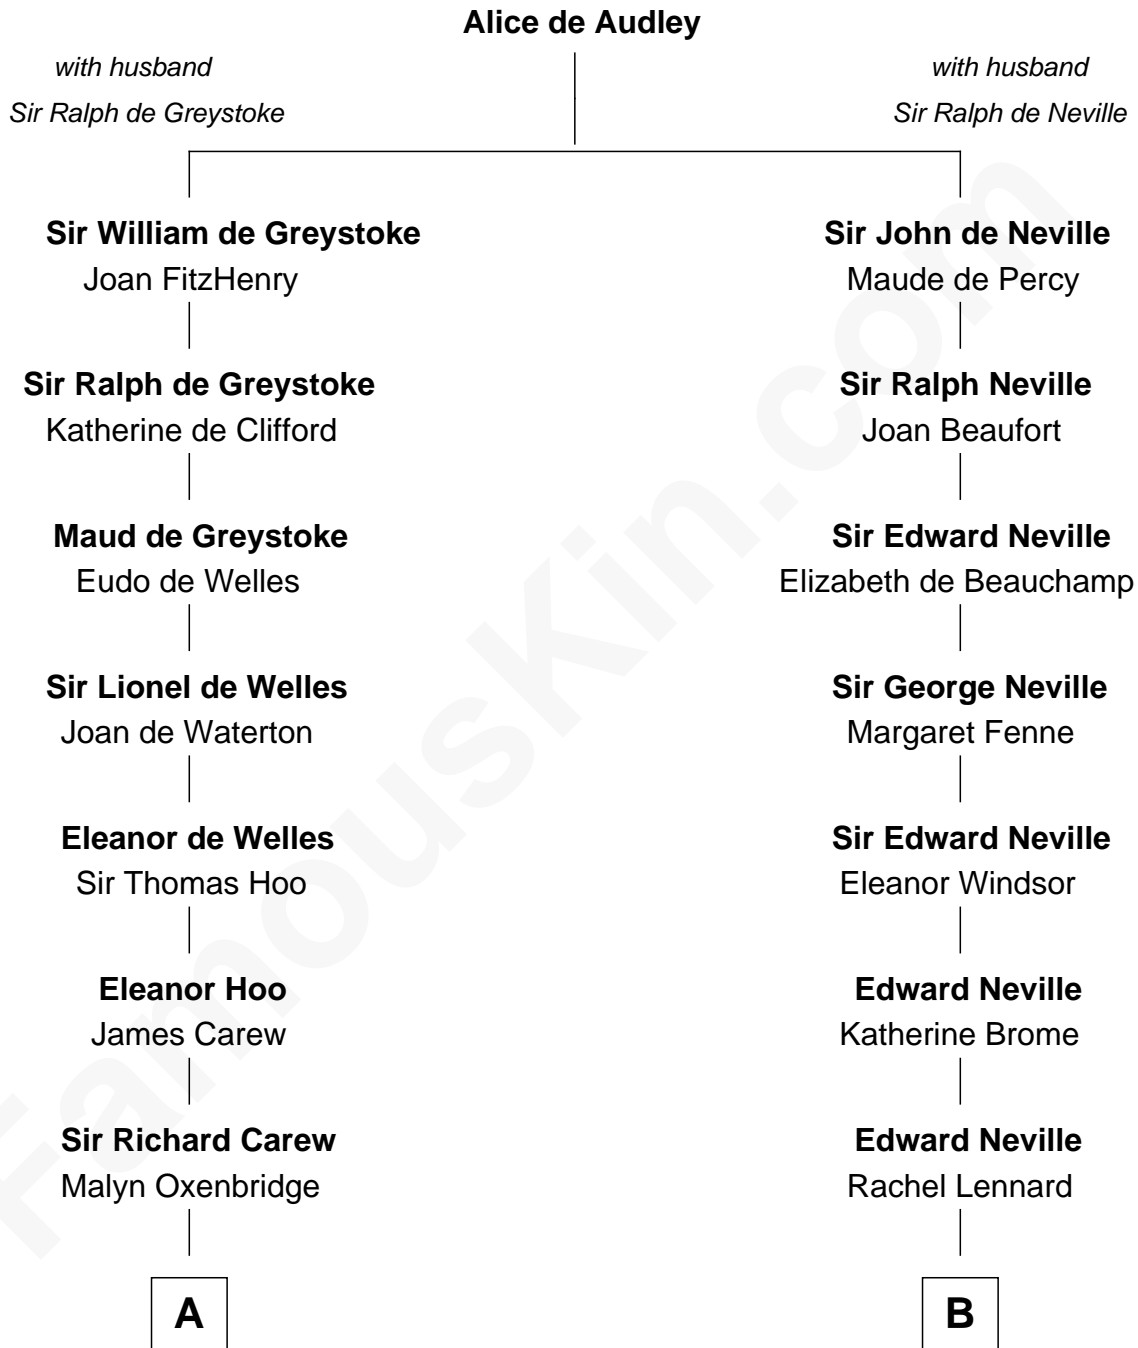 Alice de Audley
with husband
Sir Ralph de Greystoke
with husband
Sir Ralph de Neville
Sir William de Greystoke
Joan FitzHenry
Sir John de Neville
Maude de Percy
Sir Ralph de Greystoke
Katherine de Clifford
Sir Ralph Neville
Joan Beaufort
Maud de Greystoke
Eudo de Welles
Sir Edward Neville
Elizabeth de Beauchamp
Sir Lionel de Welles
Joan de Waterton
Sir George Neville
Margaret Fenne
Eleanor de Welles
Sir Thomas Hoo
Sir Edward Neville
Eleanor Windsor
Eleanor Hoo
James Carew
Edward Neville
Katherine Brome
Sir Richard Carew
Malyn Oxenbridge
Edward Neville
Rachel Lennard
A
B
FamousKin.com